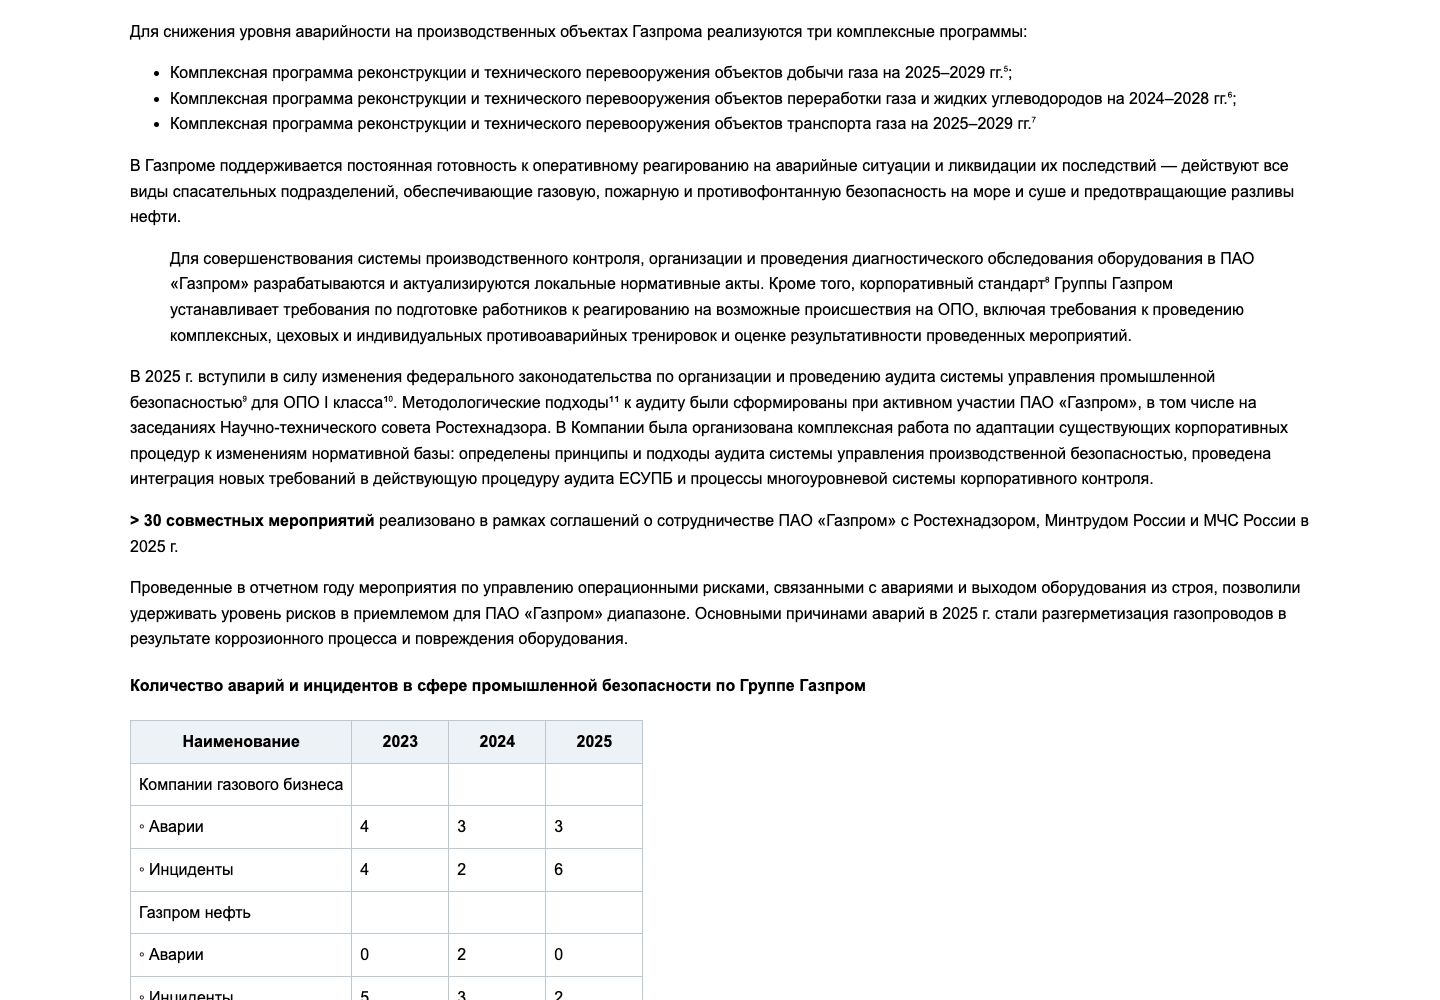 Для снижения уровня аварийности на производственных объектах Газпрома реализуются три комплексные программы:
• Комплексная программа реконструкции и технического перевооружения объектов добычи газа на 2025–2029 гг.⁵;
• Комплексная программа реконструкции и технического перевооружения объектов переработки газа и жидких углеводородов на 2024–2028 гг.⁶;
• Комплексная программа реконструкции и технического перевооружения объектов транспорта газа на 2025–2029 гг.⁷
В Газпроме поддерживается постоянная готовность к оперативному реагированию на аварийные ситуации и ликвидации их последствий — действуют все
виды спасательных подразделений, обеспечивающие газовую, пожарную и противофонтанную безопасность на море и суше и предотвращающие разливы
нефти.
Для совершенствования системы производственного контроля, организации и проведения диагностического обследования оборудования в ПАО
«Газпром» разрабатываются и актуализируются локальные нормативные акты. Кроме того, корпоративный стандарт⁸ Группы Газпром
устанавливает требования по подготовке работников к реагированию на возможные происшествия на ОПО, включая требования к проведению
комплексных, цеховых и индивидуальных противоаварийных тренировок и оценке результативности проведенных мероприятий.
В 2025 г. вступили в силу изменения федерального законодательства по организации и проведению аудита системы управления промышленной
безопасностью⁹ для ОПО I класса¹⁰. Методологические подходы¹¹ к аудиту были сформированы при активном участии ПАО «Газпром», в том числе на
заседаниях Научно-технического совета Ростехнадзора. В Компании была организована комплексная работа по адаптации существующих корпоративных
процедур к изменениям нормативной базы: определены принципы и подходы аудита системы управления производственной безопасностью, проведена
интеграция новых требований в действующую процедуру аудита ЕСУПБ и процессы многоуровневой системы корпоративного контроля.
> 30 совместных мероприятий реализовано в рамках соглашений о сотрудничестве ПАО «Газпром» с Ростехнадзором, Минтрудом России и МЧС России в
2025 г.
Проведенные в отчетном году мероприятия по управлению операционными рисками, связанными с авариями и выходом оборудования из строя, позволили
удерживать уровень рисков в приемлемом для ПАО «Газпром» диапазоне. Основными причинами аварий в 2025 г. стали разгерметизация газопроводов в
результате коррозионного процесса и повреждения оборудования.
Количество аварий и инцидентов в сфере промышленной безопасности по Группе Газпром
Наименование 2023 2024 2025
Компании газового бизнеса
◦ Аварии 4 3 3
◦ Инциденты 4 2 6
Газпром нефть
◦ Аварии 0 2 0
◦ Инциденты 5 3 2